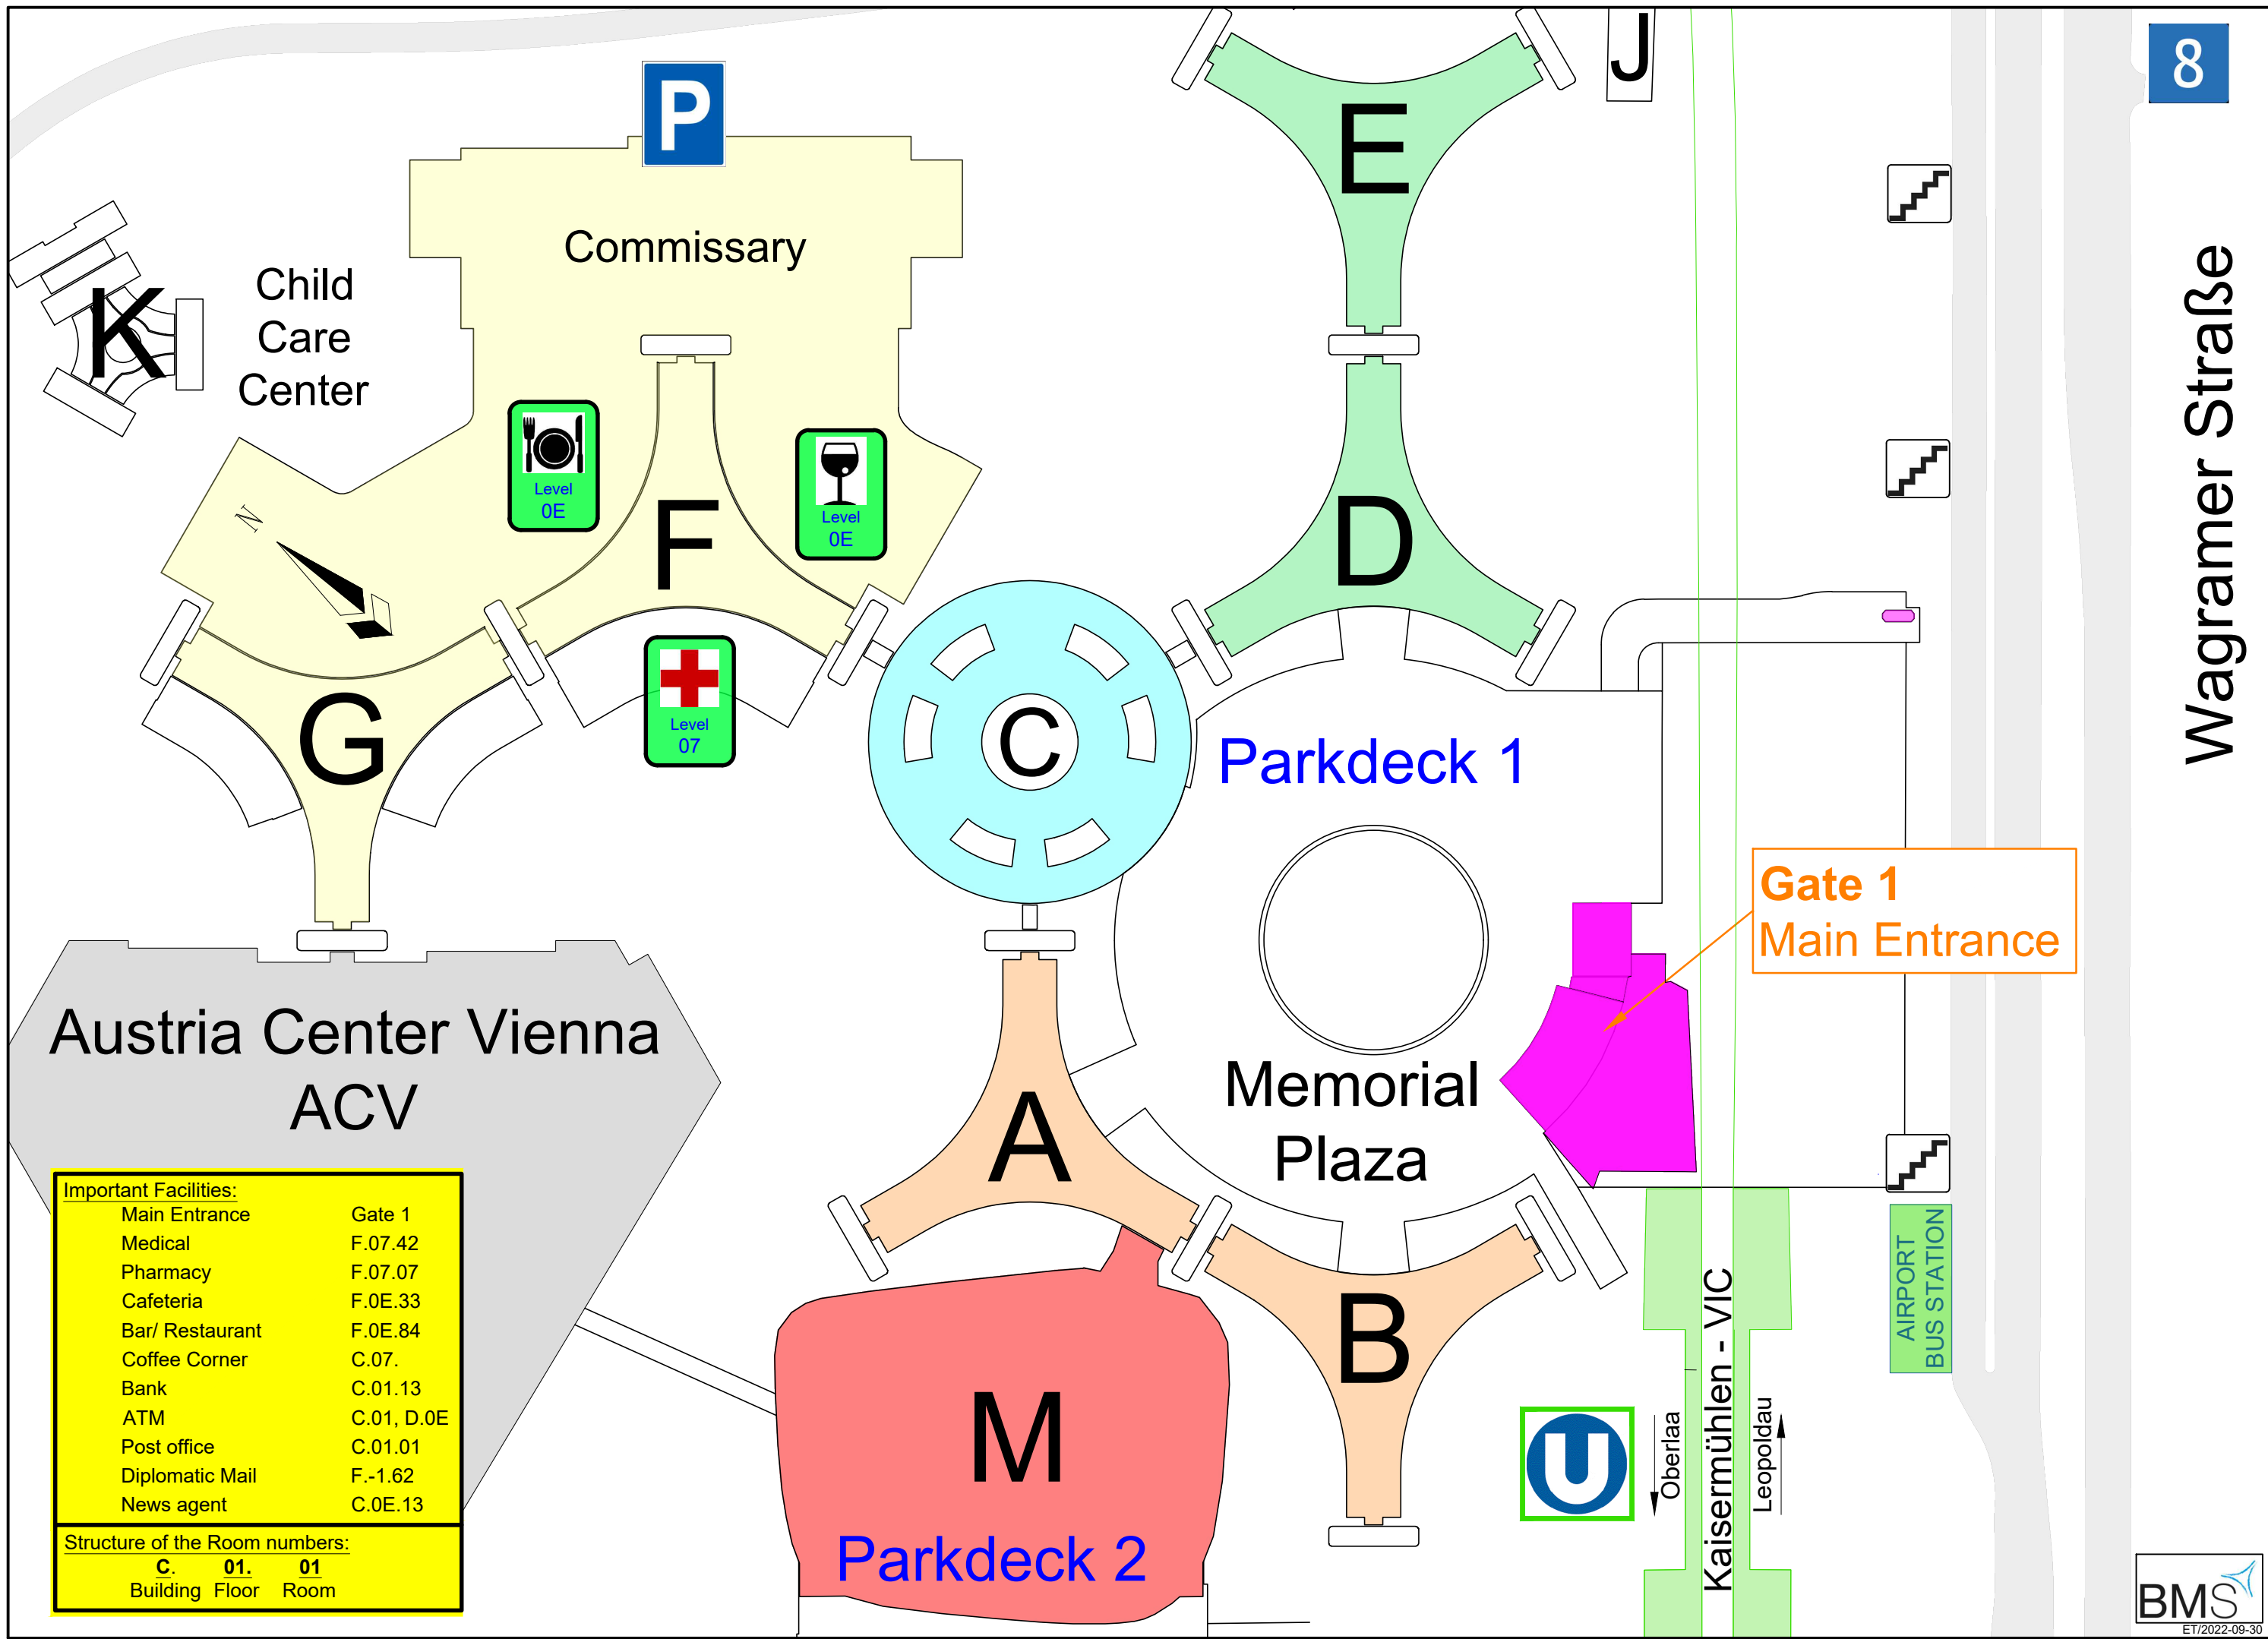 P
Commissary
K
Child
Care
Center
E
J
8
Wagramer Straße
Level
0E
Level
0E
F
D
N
Level
07
G
C
Parkdeck 1
Gate 1
Main Entrance
Austria Center Vienna
ACV
A
Memorial
Plaza
B
M
Parkdeck 2
AIRPORT
BUS STATION
U
Oberlaa
Kaisermühlen - VIC
Leopoldau
Important Facilities:
Main Entrance Gate 1
Medical F.07.42
Pharmacy F.07.07
Cafeteria F.0E.33
Bar/ Restaurant F.0E.84
Coffee Corner C.07.
Bank C.01.13
ATM C.01, D.0E
Post office C.01.01
Diplomatic Mail F.-1.62
News agent C.0E.13
Structure of the Room numbers:
C. 01. 01
Building Floor Room
BMS
ET/2022-09-30